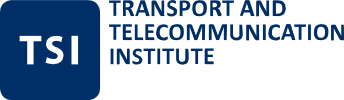 TSI
TRANSPORT AND
TELECOMMUNICATION
INSTITUTE